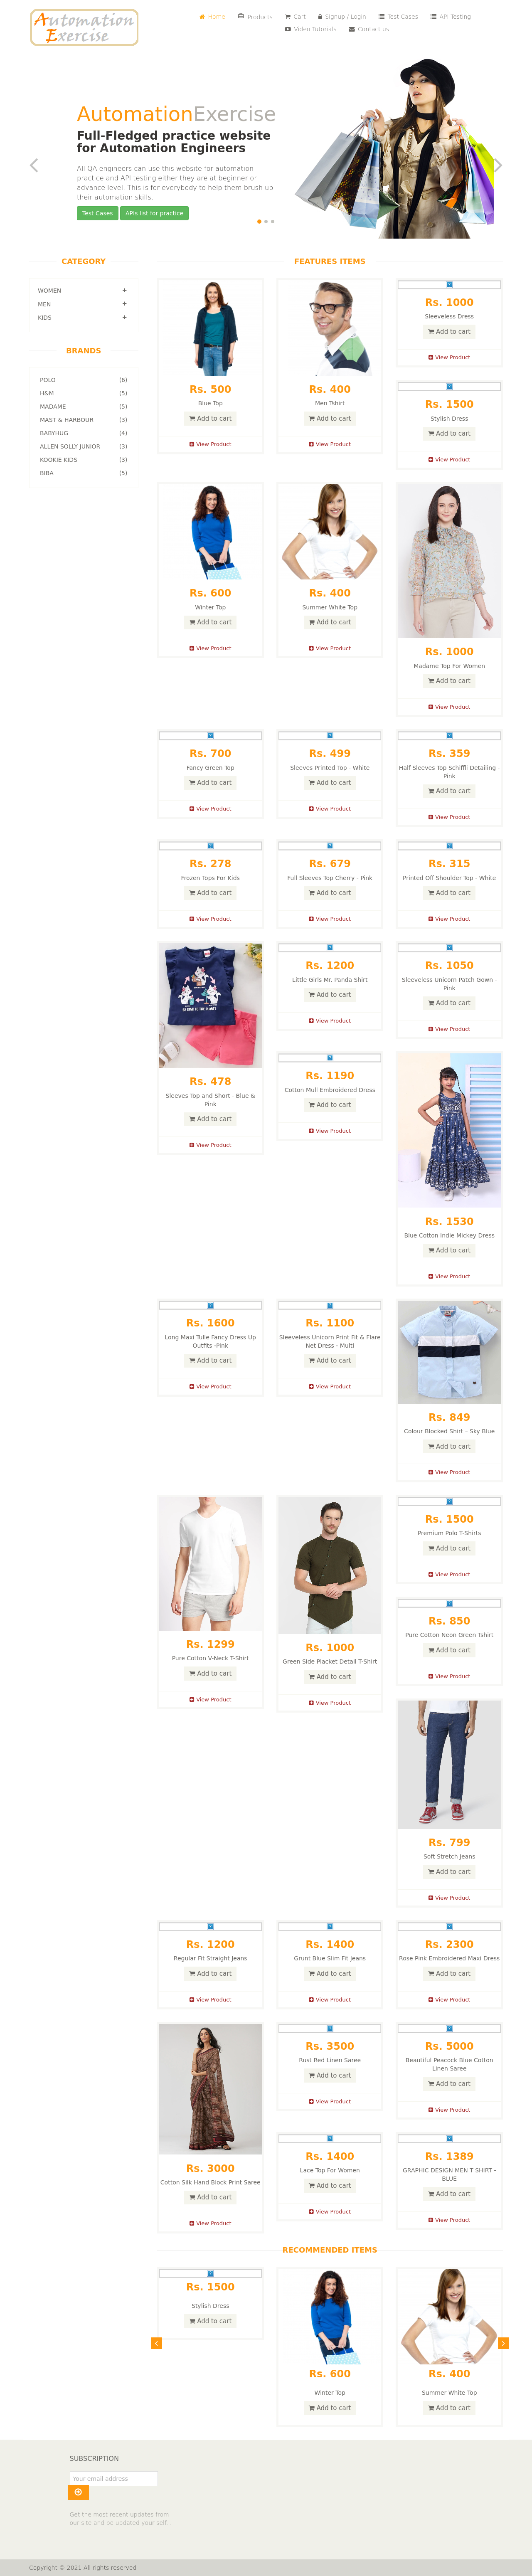 Automation
Exercise
Home
Products
Cart
Signup / Login
Test Cases
API Testing
Video Tutorials
Contact us
AutomationExercise
Full-Fledged practice website
for Automation Engineers
All QA engineers can use this website for automation
practice and API testing either they are at beginner or
advance level. This is for everybody to help them brush up
their automation skills.
Test Cases
APIs list for practice
CATEGORY
WOMEN
MEN
KIDS
BRANDS
POLO (6)
H&M (5)
MADAME (5)
MAST & HARBOUR (3)
BABYHUG (4)
ALLEN SOLLY JUNIOR (3)
KOOKIE KIDS (3)
BIBA (5)
FEATURES ITEMS
Rs. 500
Blue Top
Add to cart
View Product
Rs. 400
Men Tshirt
Add to cart
View Product
Rs. 1000
Sleeveless Dress
Add to cart
View Product
Rs. 1500
Stylish Dress
Add to cart
View Product
Rs. 600
Winter Top
Add to cart
View Product
Rs. 400
Summer White Top
Add to cart
View Product
Rs. 1000
Madame Top For Women
Add to cart
View Product
Rs. 700
Fancy Green Top
Add to cart
View Product
Rs. 499
Sleeves Printed Top - White
Add to cart
View Product
Rs. 359
Half Sleeves Top Schiffli Detailing -
Pink
Add to cart
View Product
Rs. 278
Frozen Tops For Kids
Add to cart
View Product
Rs. 679
Full Sleeves Top Cherry - Pink
Add to cart
View Product
Rs. 315
Printed Off Shoulder Top - White
Add to cart
View Product
Rs. 478
Sleeves Top and Short - Blue &
Pink
Add to cart
View Product
Rs. 1200
Little Girls Mr. Panda Shirt
Add to cart
View Product
Rs. 1050
Sleeveless Unicorn Patch Gown -
Pink
Add to cart
View Product
Rs. 1190
Cotton Mull Embroidered Dress
Add to cart
View Product
Rs. 1530
Blue Cotton Indie Mickey Dress
Add to cart
View Product
Rs. 1600
Long Maxi Tulle Fancy Dress Up
Outfits -Pink
Add to cart
View Product
Rs. 1100
Sleeveless Unicorn Print Fit & Flare
Net Dress - Multi
Add to cart
View Product
Rs. 849
Colour Blocked Shirt – Sky Blue
Add to cart
View Product
Rs. 1299
Pure Cotton V-Neck T-Shirt
Add to cart
View Product
Rs. 1000
Green Side Placket Detail T-Shirt
Add to cart
View Product
Rs. 1500
Premium Polo T-Shirts
Add to cart
View Product
Rs. 850
Pure Cotton Neon Green Tshirt
Add to cart
View Product
Rs. 799
Soft Stretch Jeans
Add to cart
View Product
Rs. 1200
Regular Fit Straight Jeans
Add to cart
View Product
Rs. 1400
Grunt Blue Slim Fit Jeans
Add to cart
View Product
Rs. 2300
Rose Pink Embroidered Maxi Dress
Add to cart
View Product
Rs. 3000
Cotton Silk Hand Block Print Saree
Add to cart
View Product
Rs. 3500
Rust Red Linen Saree
Add to cart
View Product
Rs. 5000
Beautiful Peacock Blue Cotton
Linen Saree
Add to cart
View Product
Rs. 1400
Lace Top For Women
Add to cart
View Product
Rs. 1389
GRAPHIC DESIGN MEN T SHIRT -
BLUE
Add to cart
View Product
RECOMMENDED ITEMS
Rs. 1500
Stylish Dress
Add to cart
Rs. 600
Winter Top
Add to cart
Rs. 400
Summer White Top
Add to cart
SUBSCRIPTION
Your email address
Get the most recent updates from
our site and be updated your self.
Copyright © 2021 All rights reserved